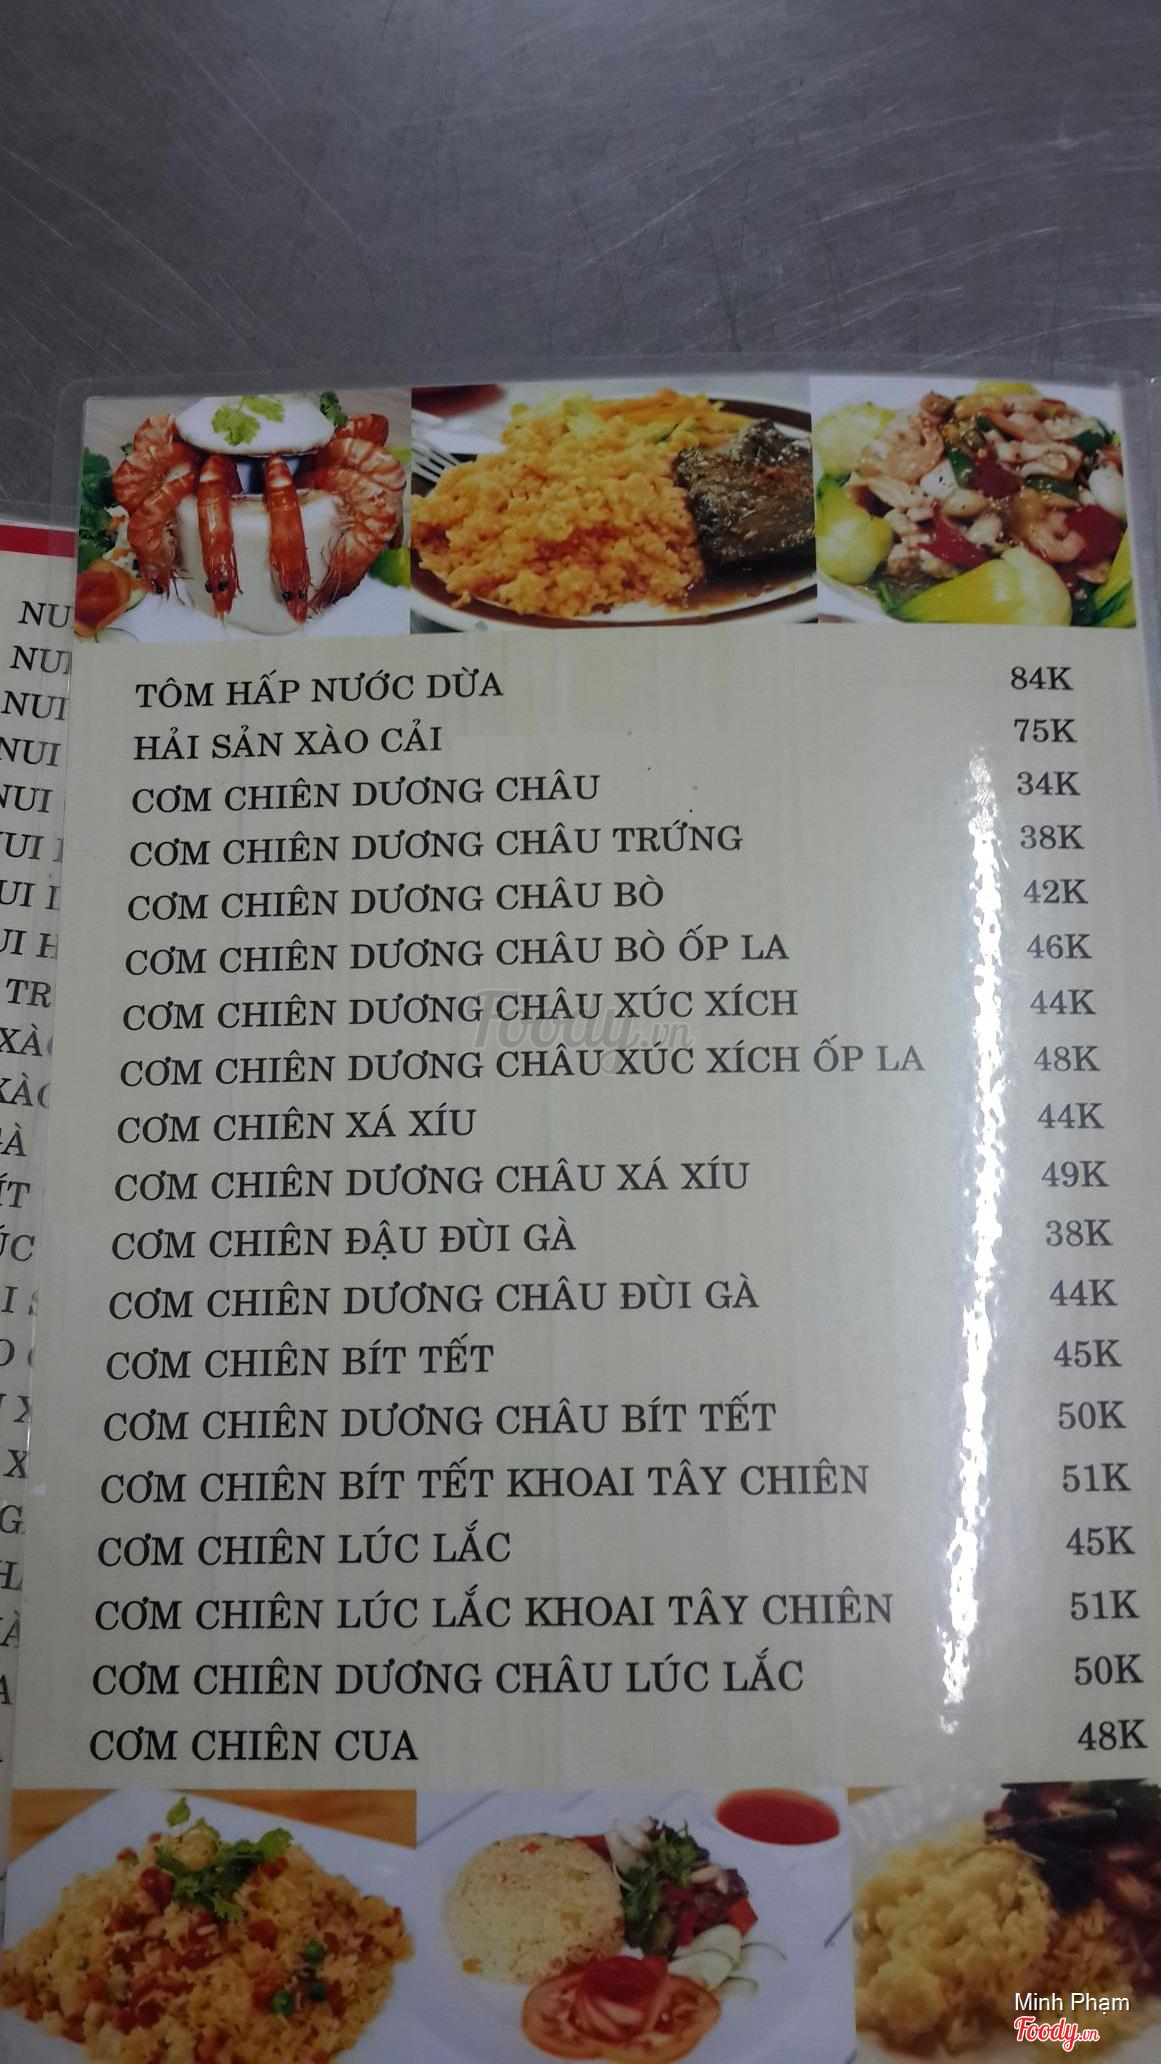 TÔM HẤP NƯỚC DỪA 84K
HẢI SẢN XÀO CẢI 75K
CƠM CHIÊN DƯƠNG CHÂU 34K
CƠM CHIÊN DƯƠNG CHÂU TRỨNG 38K
CƠM CHIÊN DƯƠNG CHÂU BÒ 42K
CƠM CHIÊN DƯƠNG CHÂU BÒ ỐP LA 46K
CƠM CHIÊN DƯƠNG CHÂU XÚC XÍCH 44K
CƠM CHIÊN DƯƠNG CHÂU XÚC XÍCH ỐP LA 48K
CƠM CHIÊN XÁ XÍU 44K
CƠM CHIÊN DƯƠNG CHÂU XÁ XÍU 49K
CƠM CHIÊN ĐẬU ĐÙI GÀ 38K
CƠM CHIÊN DƯƠNG CHÂU ĐÙI GÀ 44K
CƠM CHIÊN BÍT TẾT 45K
CƠM CHIÊN DƯƠNG CHÂU BÍT TẾT 50K
CƠM CHIÊN BÍT TẾT KHOAI TÂY CHIÊN 51K
CƠM CHIÊN LÚC LẮC 45K
CƠM CHIÊN LÚC LẮC KHOAI TÂY CHIÊN 51K
CƠM CHIÊN DƯƠNG CHÂU LÚC LẮC 50K
CƠM CHIÊN CUA 48K
NUI
NUI
NUI
NUI
Foody.vn
Minh Phạm
Foody.vn